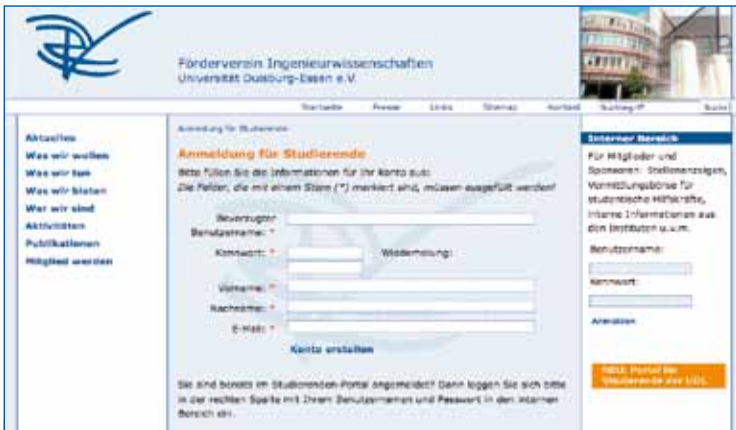 Förderverein Ingenieurwissenschaften
Universität Duisburg-Essen e.V.
Startseite Presse Links Sitemap Kontakt Suchbegriff Suche
Anmeldung für Studierende
Aktuelles
Was wir wollen
Was wir tun
Was wir bieten
Wer wir sind
Aktivitäten
Publikationen
Mitglied werden
Anmeldung für Studierende
Bitte füllen Sie die Informationen für Ihr Konto aus:
Die Felder, die mit einem Stern (*) markiert sind, müssen ausgefüllt werden!
Bevorzugter
Benutzername: *
Kennwort: * Wiederholung:
Vorname: *
Nachname: *
E-Mail: *
Konto erstellen
Sie sind bereits im Studierenden-Portal angemeldet? Dann loggen Sie sich bitte
in der rechten Spalte mit Ihrem Benutzernamen und Passwort in den internen
Bereich ein.
Interner Bereich
Für Mitglieder und
Sponsoren: Stellenanzeigen,
Vermittlungsbörse für
studentische Hilfskräfte,
interne Informationen aus
den Instituten u.v.m.
Benutzername:
Kennwort:
Anmelden
NEU: Portal für
Studierende der UDE